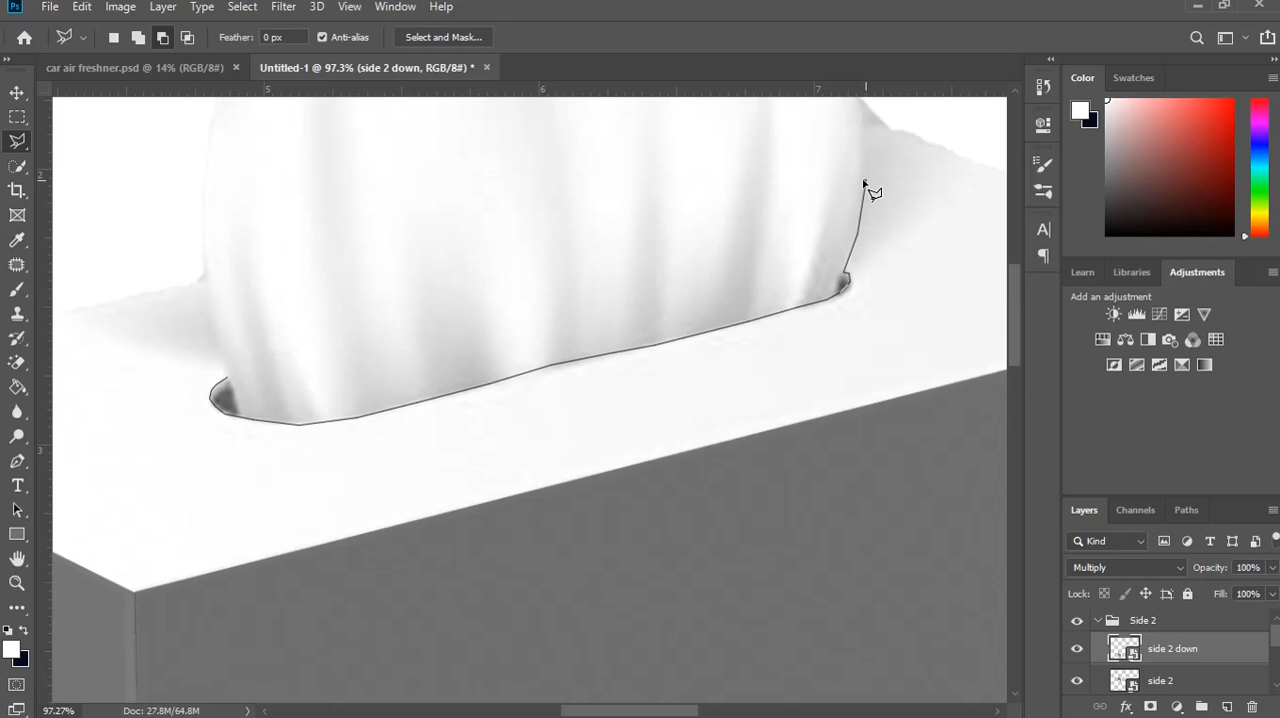 Ps File Edit Image Layer Type Select Filter 3D View Window Help
Feather: 0 px Anti-alias Select and Mask...
car air freshner.psd @ 14% (RGB/8#) × Untitled-1 @ 97.3% (side 2 down, RGB/8#) * ×
Color Swatches
5 6 7
2
3
Learn Libraries Adjustments
Add an adjustment
Layers Channels Paths
Kind
Multiply Opacity: 100%
Lock: Fill: 100%
Side 2
side 2 down
side 2
97.27% Doc: 27.8M/64.8M